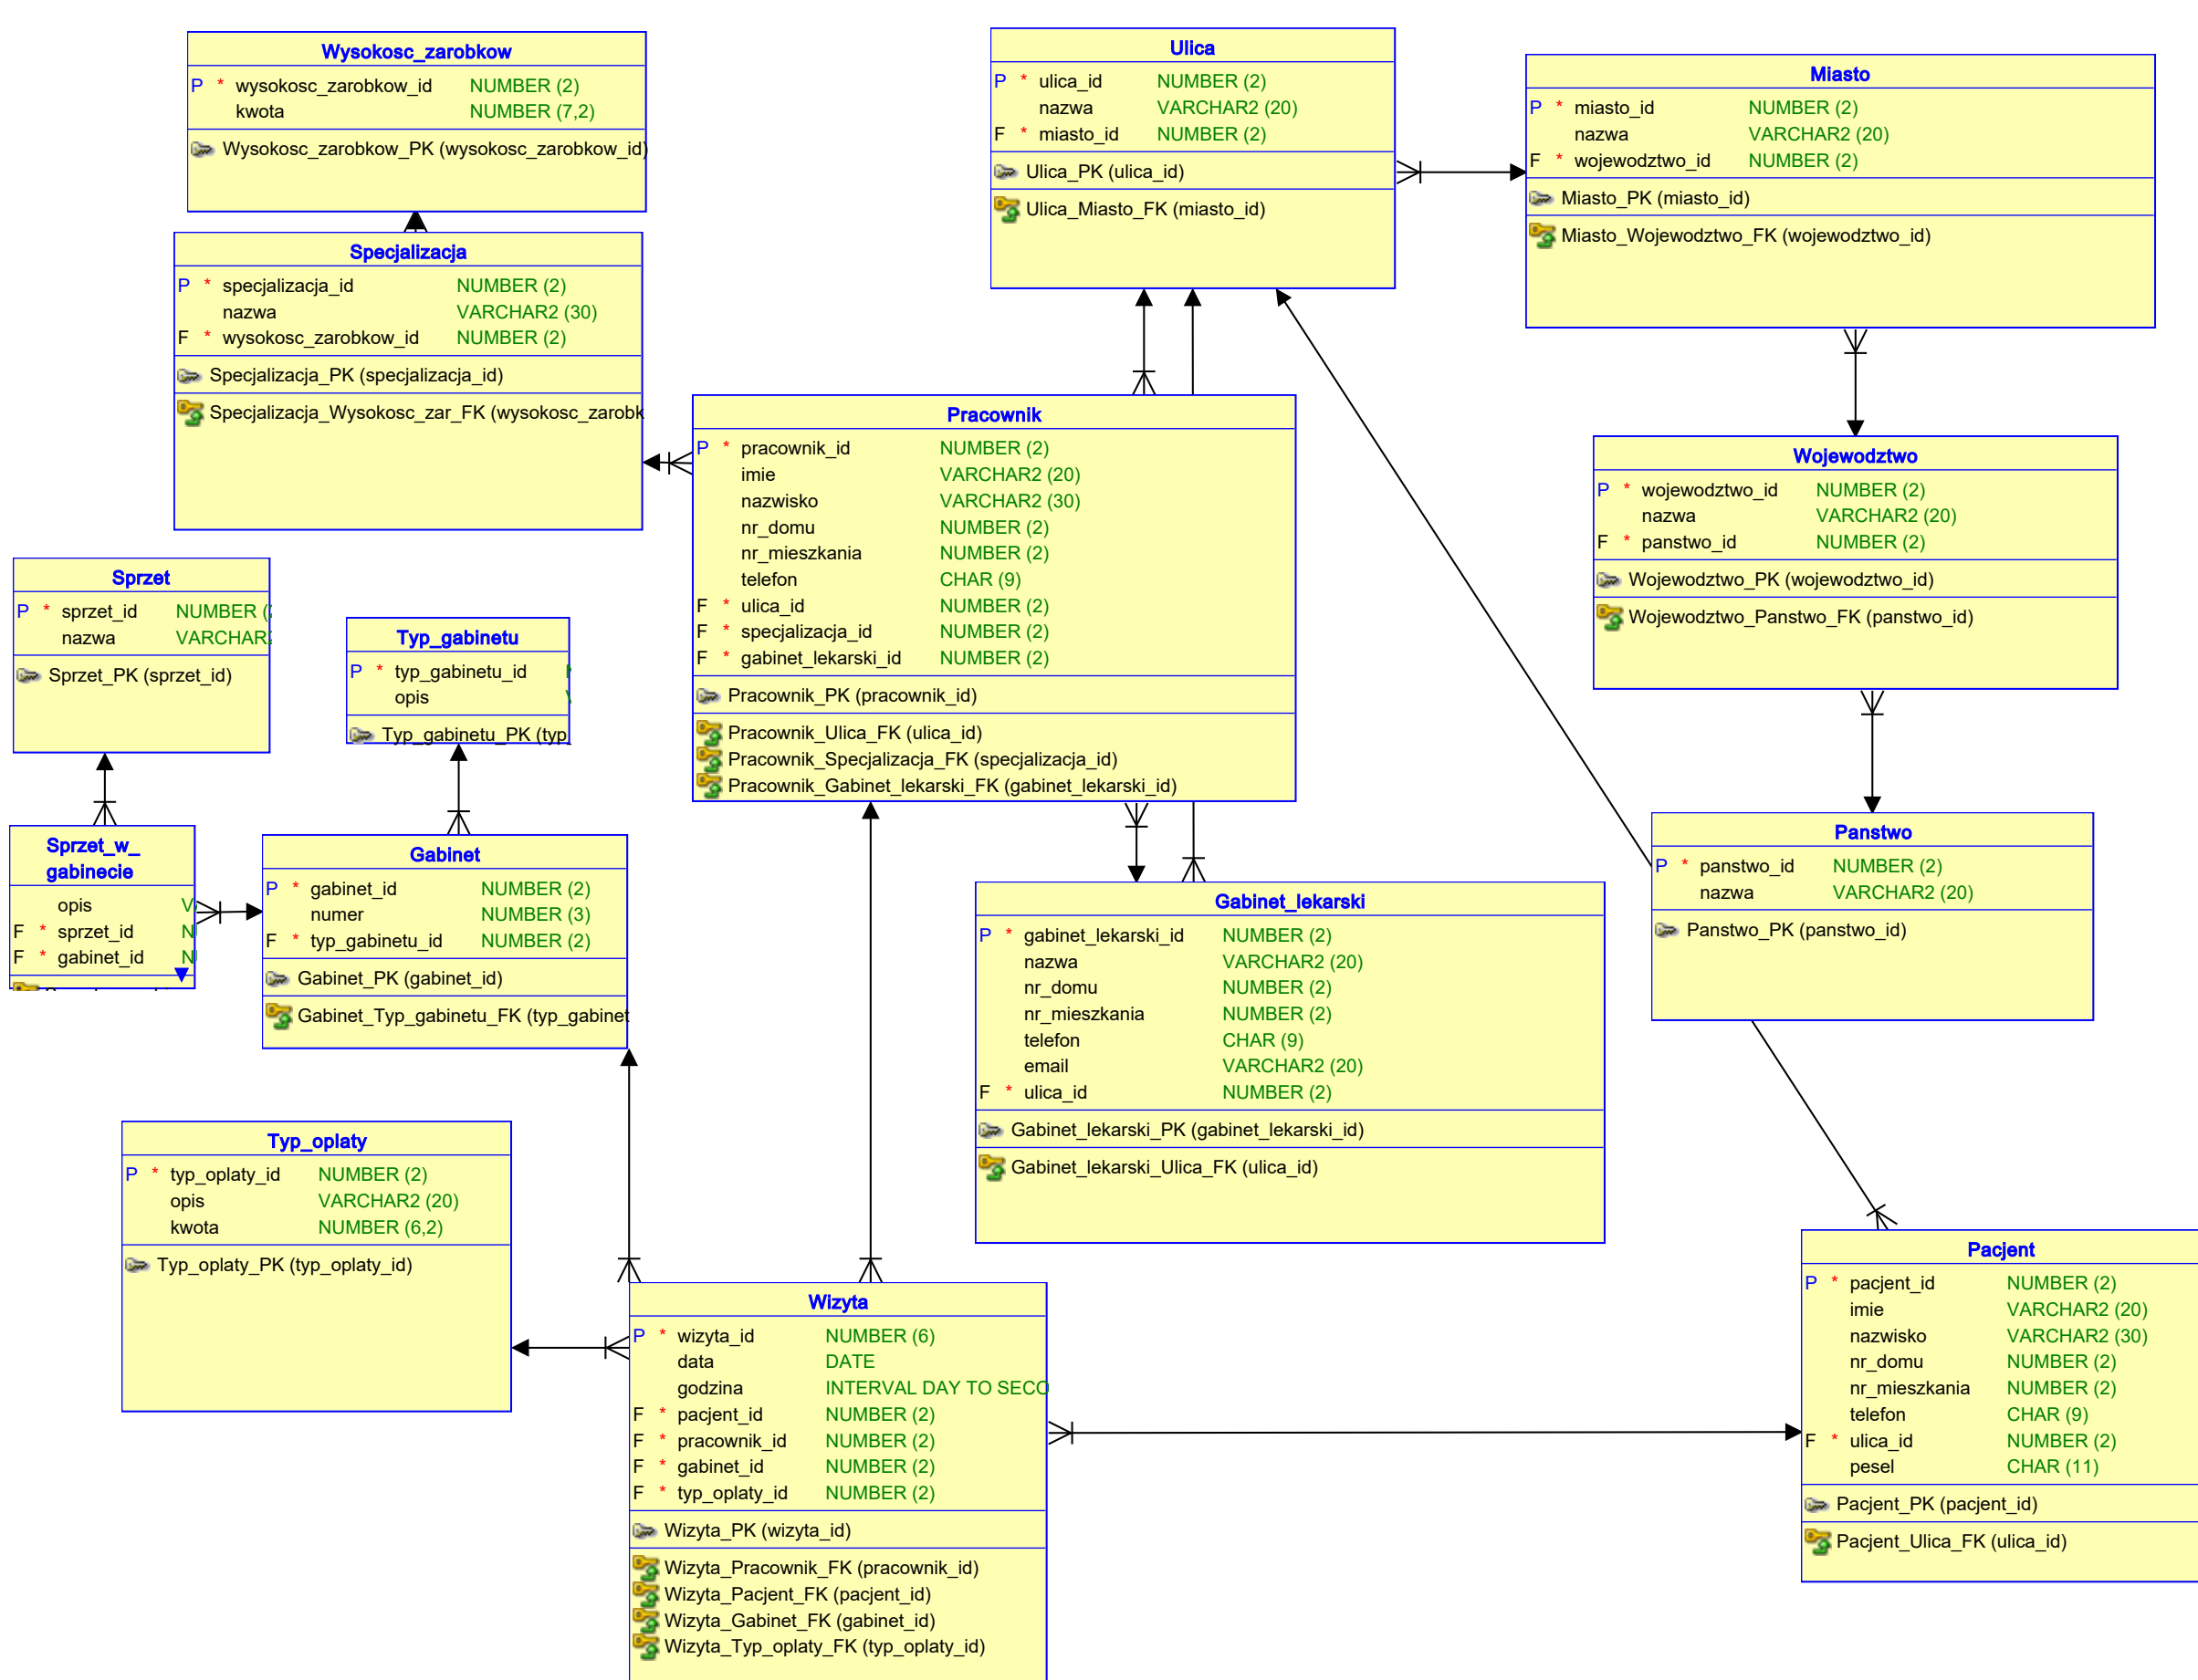 Wysokosc_zarobkow
P * wysokosc_zarobkow_id NUMBER (2)
kwota NUMBER (7,2)
Wysokosc_zarobkow_PK (wysokosc_zarobkow_id)
Ulica
P * ulica_id NUMBER (2)
nazwa VARCHAR2 (20)
F * miasto_id NUMBER (2)
Ulica_PK (ulica_id)
Ulica_Miasto_FK (miasto_id)
Miasto
P * miasto_id NUMBER (2)
nazwa VARCHAR2 (20)
F * wojewodztwo_id NUMBER (2)
Miasto_PK (miasto_id)
Miasto_Wojewodztwo_FK (wojewodztwo_id)
Specjalizacja
P * specjalizacja_id NUMBER (2)
nazwa VARCHAR2 (30)
F * wysokosc_zarobkow_id NUMBER (2)
Specjalizacja_PK (specjalizacja_id)
Specjalizacja_Wysokosc_zar_FK (wysokosc_zarobk
Pracownik
P * pracownik_id NUMBER (2)
imie VARCHAR2 (20)
nazwisko VARCHAR2 (30)
nr_domu NUMBER (2)
nr_mieszkania NUMBER (2)
telefon CHAR (9)
F * ulica_id NUMBER (2)
F * specjalizacja_id NUMBER (2)
F * gabinet_lekarski_id NUMBER (2)
Pracownik_PK (pracownik_id)
Pracownik_Ulica_FK (ulica_id)
Pracownik_Specjalizacja_FK (specjalizacja_id)
Pracownik_Gabinet_lekarski_FK (gabinet_lekarski_id)
Wojewodztwo
P * wojewodztwo_id NUMBER (2)
nazwa VARCHAR2 (20)
F * panstwo_id NUMBER (2)
Wojewodztwo_PK (wojewodztwo_id)
Wojewodztwo_Panstwo_FK (panstwo_id)
Sprzet
P * sprzet_id NUMBER (
nazwa VARCHAR
Sprzet_PK (sprzet_id)
Typ_gabinetu
P * typ_gabinetu_id
opis
Typ_gabinetu_PK (typ_
Sprzet_w_
gabinecie
opis V
F * sprzet_id N
F * gabinet_id N
Gabinet
P * gabinet_id NUMBER (2)
numer NUMBER (3)
F * typ_gabinetu_id NUMBER (2)
Gabinet_PK (gabinet_id)
Gabinet_Typ_gabinetu_FK (typ_gabinet
Gabinet_lekarski
P * gabinet_lekarski_id NUMBER (2)
nazwa VARCHAR2 (20)
nr_domu NUMBER (2)
nr_mieszkania NUMBER (2)
telefon CHAR (9)
email VARCHAR2 (20)
F * ulica_id NUMBER (2)
Gabinet_lekarski_PK (gabinet_lekarski_id)
Gabinet_lekarski_Ulica_FK (ulica_id)
Panstwo
P * panstwo_id NUMBER (2)
nazwa VARCHAR2 (20)
Panstwo_PK (panstwo_id)
Typ_oplaty
P * typ_oplaty_id NUMBER (2)
opis VARCHAR2 (20)
kwota NUMBER (6,2)
Typ_oplaty_PK (typ_oplaty_id)
Wizyta
P * wizyta_id NUMBER (6)
data DATE
godzina INTERVAL DAY TO SECO
F * pacjent_id NUMBER (2)
F * pracownik_id NUMBER (2)
F * gabinet_id NUMBER (2)
F * typ_oplaty_id NUMBER (2)
Wizyta_PK (wizyta_id)
Wizyta_Pracownik_FK (pracownik_id)
Wizyta_Pacjent_FK (pacjent_id)
Wizyta_Gabinet_FK (gabinet_id)
Wizyta_Typ_oplaty_FK (typ_oplaty_id)
Pacjent
P * pacjent_id NUMBER (2)
imie VARCHAR2 (20)
nazwisko VARCHAR2 (30)
nr_domu NUMBER (2)
nr_mieszkania NUMBER (2)
telefon CHAR (9)
F * ulica_id NUMBER (2)
pesel CHAR (11)
Pacjent_PK (pacjent_id)
Pacjent_Ulica_FK (ulica_id)